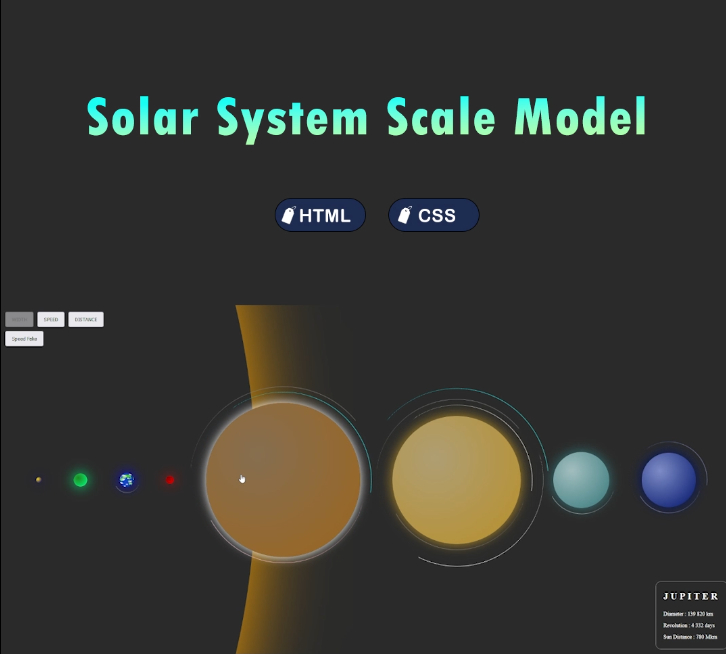 Solar System Scale Model
HTML CSS
SPEED DISTANCE
Speed Fake
JUPITER
Diameter : 139 820 km
Revolution : 4 332 days
Sun Distance : 780 Mkm